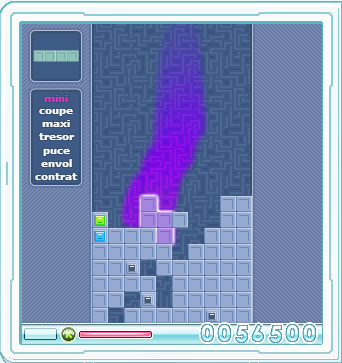 mini
coupe
maxi
tresor
puce
envol
contrat
0056500